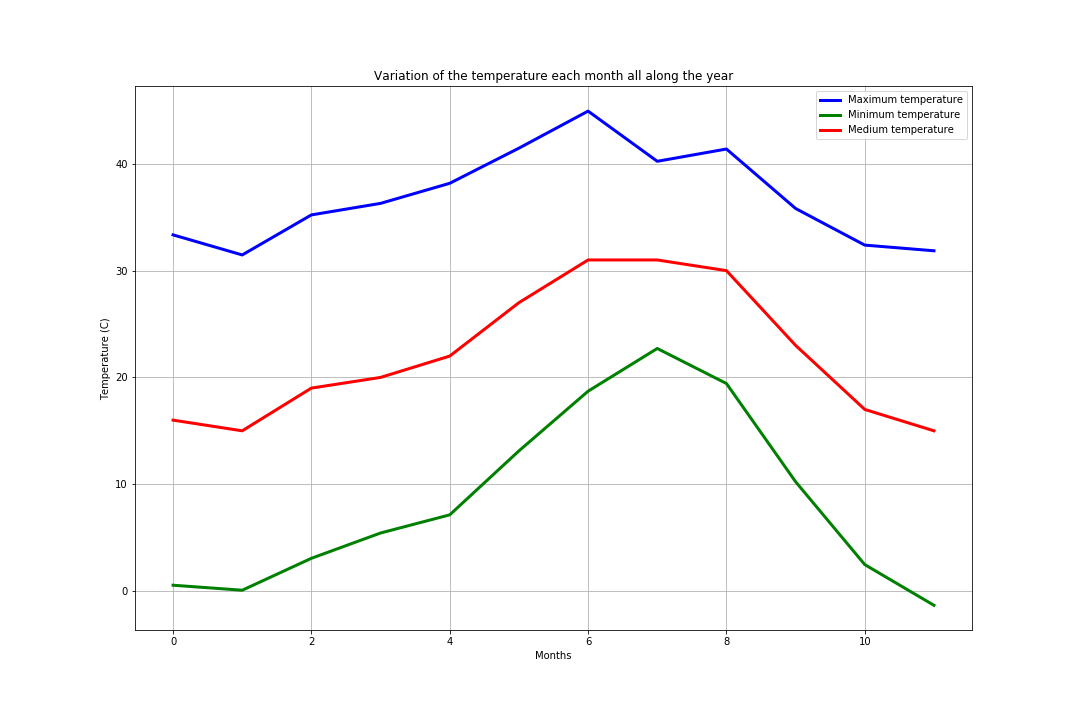 Variation of the temperature each month all along the year
Maximum temperature
Minimum temperature
Medium temperature
Temperature (C)
40
30
20
10
0
0 2 4 6 8 10
Months